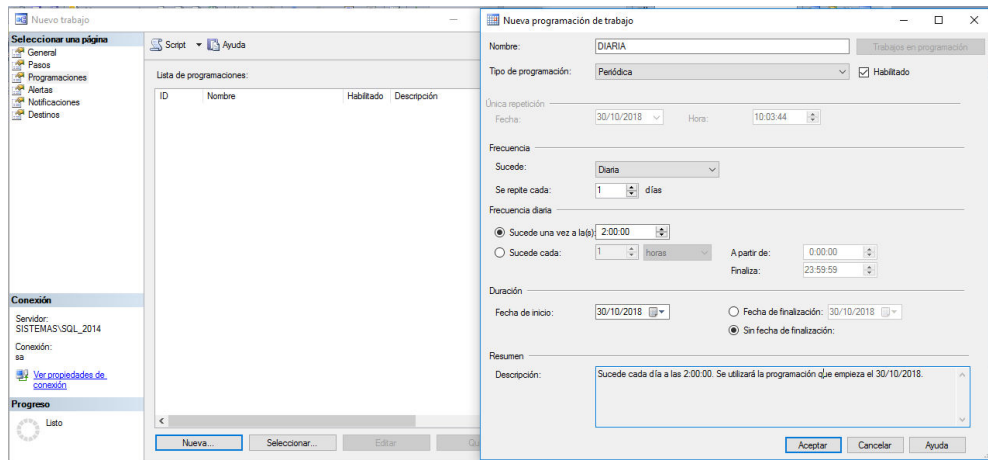 Nuevo trabajo
Seleccionar una página
General
Pasos
Programaciones
Alertas
Notificaciones
Destinos
Conexión
Servidor:
SISTEMAS\SQL_2014
Conexión:
sa
Ver propiedades de
conexión
Progreso
Listo
Script Ayuda
Lista de programaciones:
ID Nombre Habilitado Descripción
Nueva... Seleccionar... Editar
Nueva programación de trabajo
Nombre: DIARIA Trabajos en programación
Tipo de programación: Periódica Habilitado
Única repetición
Fecha: 30/10/2018 Hora: 10:03:44
Frecuencia
Sucede: Diaria
Se repite cada: 1 días
Frecuencia diaria
Sucede una vez a la(s): 2:00:00
Sucede cada: 1 horas A partir de: 0:00:00
Finaliza: 23:59:59
Duración
Fecha de inicio: 30/10/2018 Fecha de finalización: 30/10/2018
Sin fecha de finalización:
Resumen
Descripción: Sucede cada día a las 2:00:00. Se utilizará la programación que empieza el 30/10/2018.
Aceptar Cancelar Ayuda